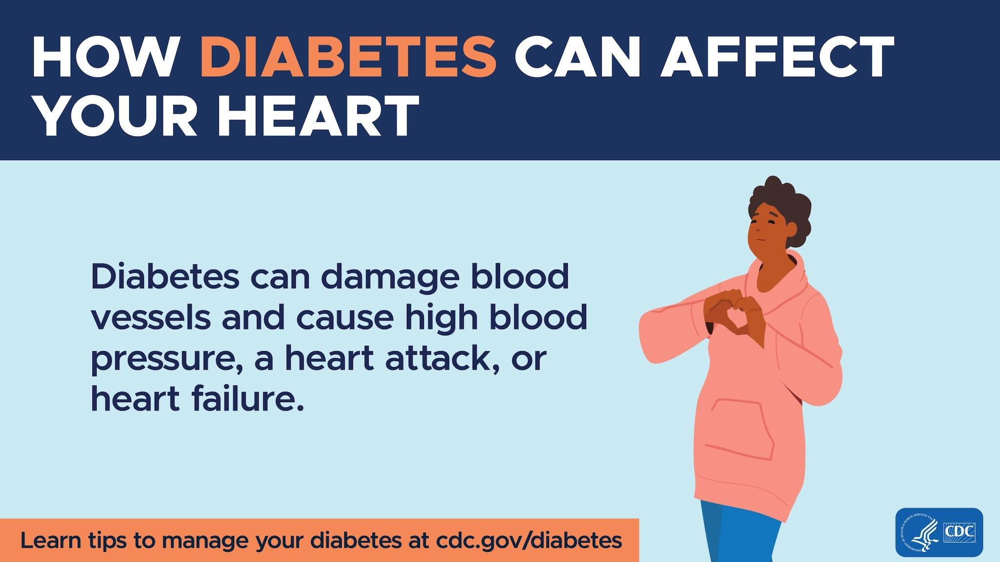 HOW DIABETES CAN AFFECT
YOUR HEART
Diabetes can damage blood
vessels and cause high blood
pressure, a heart attack, or
heart failure.
Learn tips to manage your diabetes at cdc.gov/diabetes
DEPARTMENT OF HEALTH & HUMAN SERVICES·USA
CDC